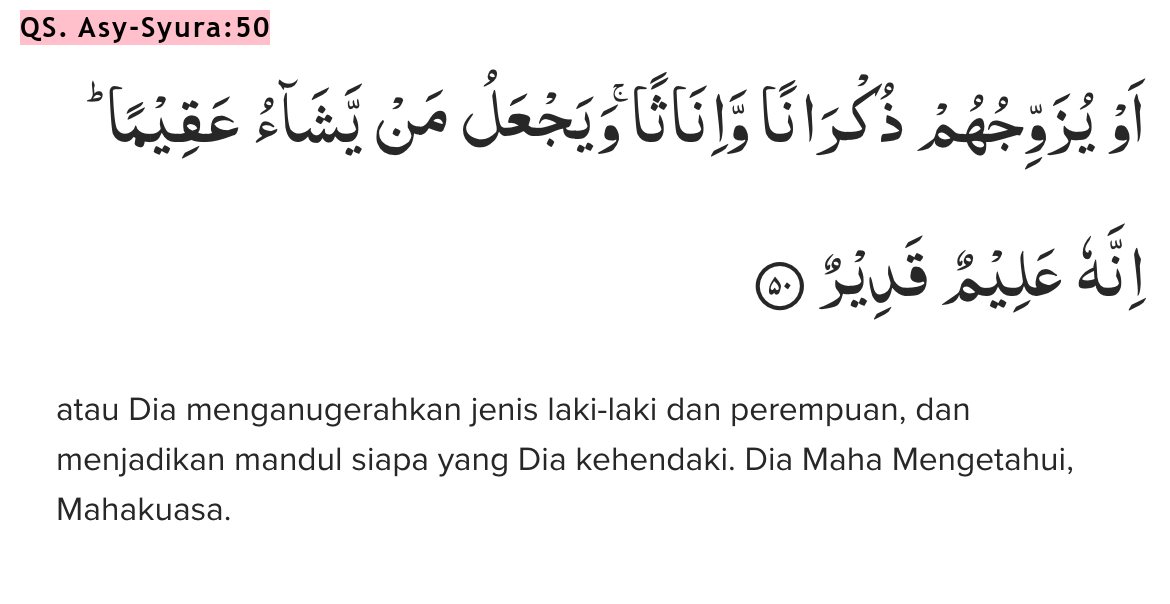 QS. Asy-Syura:50
اَوْ يُزَوِّجُهُمْ ذُكْرَانًا وَّاِنَاثًا ۚوَيَجْعَلُ مَنْ يَّشَاۤءُ عَقِيْمًا ۗ
اِنَّهٗ عَلِيْمٌ قَدِيْرٌ ۝٥٠
atau Dia menganugerahkan jenis laki-laki dan perempuan, dan
menjadikan mandul siapa yang Dia kehendaki. Dia Maha Mengetahui,
Mahakuasa.